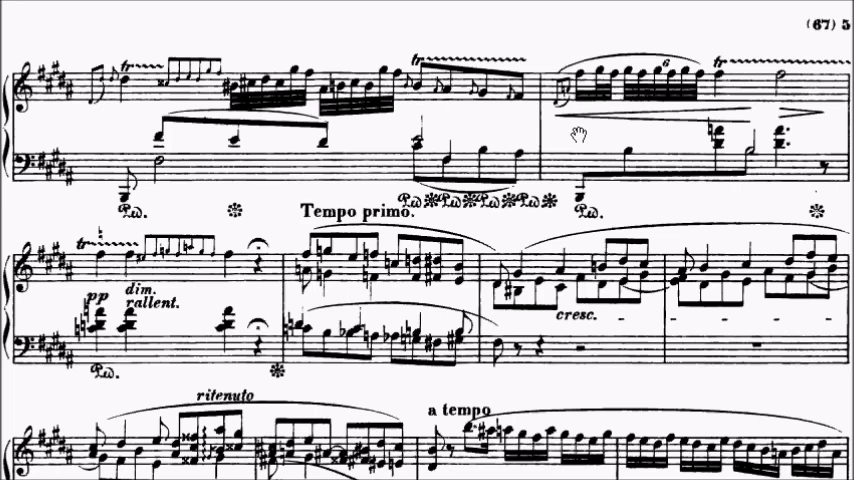 (67) 5
tr
6
tr
Ped. Tempo primo. Ped. Ped. Ped. Ped. Ped.
tr
pp dim.
rallent.
cresc.
Ped.
ritenuto
a tempo